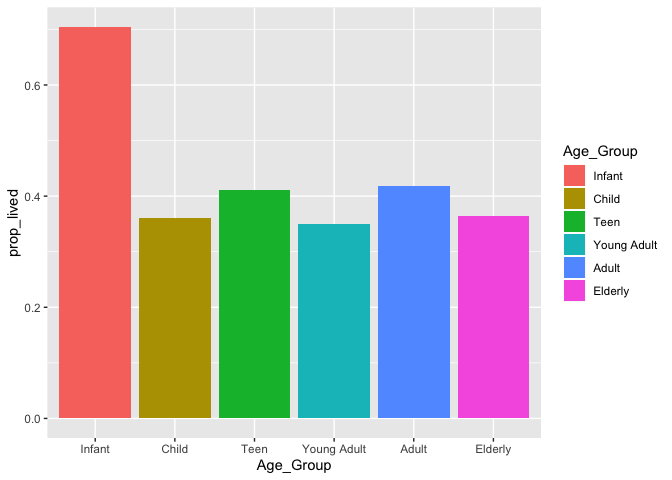 prop_lived
0.6
0.4
0.2
0.0
Infant Child Teen Young Adult Adult Elderly
Age_Group
Age_Group
Infant
Child
Teen
Young Adult
Adult
Elderly